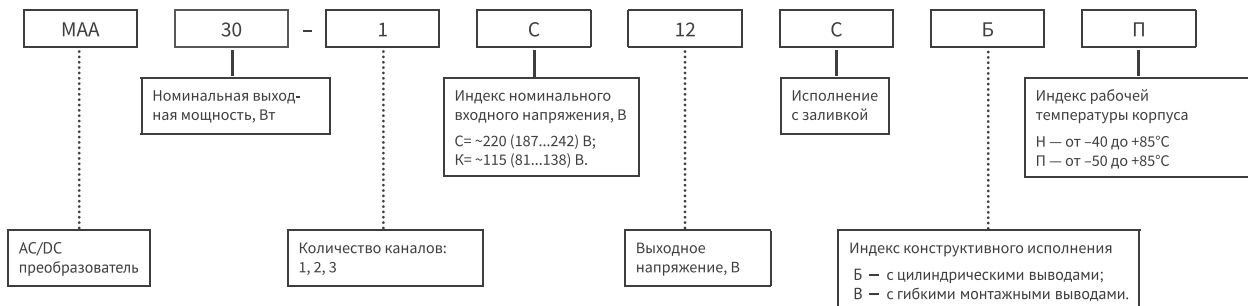 МАА 30 – 1 С 12 С Б П
Номинальная выход-
ная мощность, Вт
Индекс номинального
входного напряжения, В
С= ~220 (187...242) В;
К= ~115 (81...138) В.
Исполнение
с заливкой
Индекс рабочей
температуры корпуса
Н — от –40 до +85°С
П — от –50 до +85°С
AC/DC
преобразователь
Количество каналов:
1, 2, 3
Выходное
напряжение, В
Индекс конструктивного исполнения
Б – с цилиндрическими выводами;
В – с гибкими монтажными выводами.